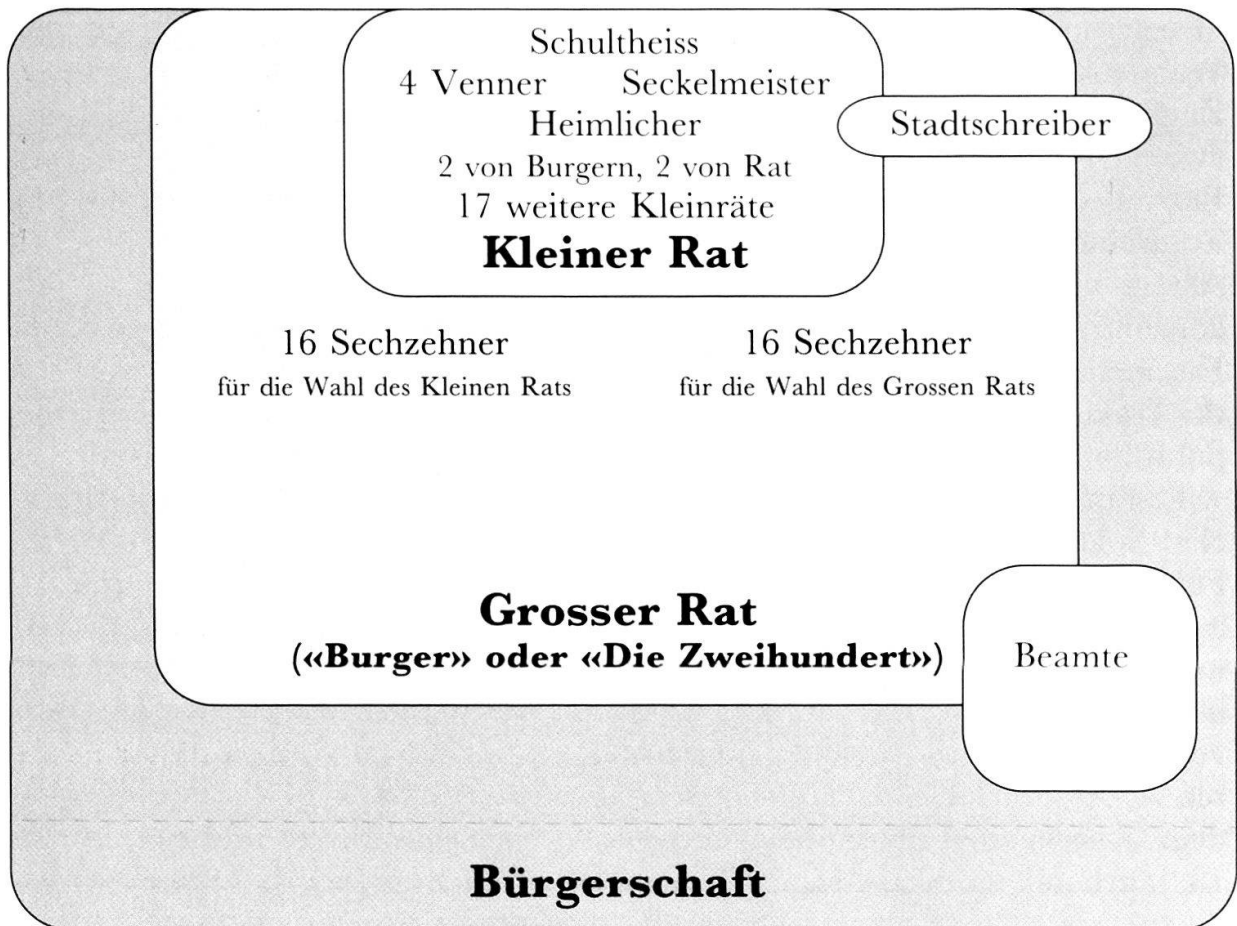 Schultheiss
4 Venner Seckelmeister
Heimlicher
Stadtschreiber
2 von Burgern, 2 von Rat
17 weitere Kleinräte
Kleiner Rat
16 Sechzehner
für die Wahl des Kleinen Rats
16 Sechzehner
für die Wahl des Grossen Rats
Grosser Rat
(«Burger» oder «Die Zweihundert»)
Beamte
Bürgerschaft